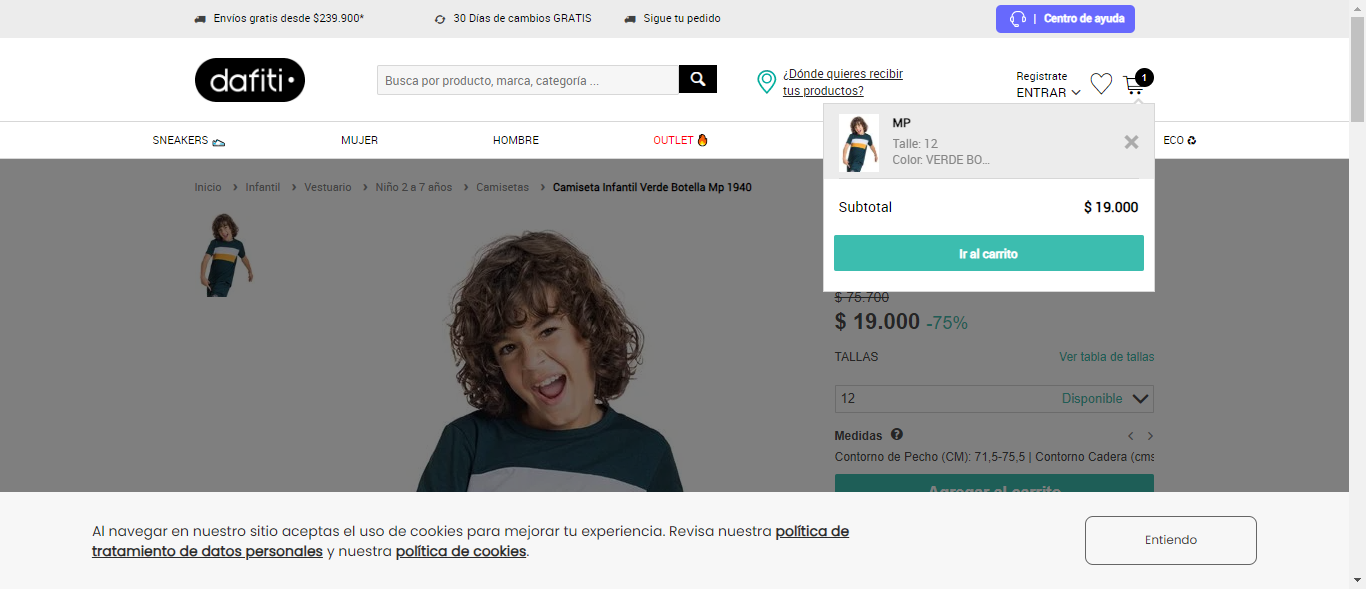 Envíos gratis desde $239.900*
30 Días de cambios GRATIS
Sigue tu pedido
| Centro de ayuda
dafiti
Busca por producto, marca, categoría ...
¿Dónde quieres recibir
tus productos?
Registrate
ENTRAR
1
SNEAKERS
MUJER
HOMBRE
OUTLET
ECO
MP
Talle: 12
Color: VERDE BO...
Subtotal
$ 19.000
Ir al carrito
Inicio > Infantil > Vestuario > Niño 2 a 7 años > Camisetas > Camiseta Infantil Verde Botella Mp 1940
$ 75.700
$ 19.000 -75%
TALLAS
Ver tabla de tallas
12
Disponible
Medidas ?
Contorno de Pecho (CM): 71,5-75,5 | Contorno Cadera (cms
Agregar al carrito
Al navegar en nuestro sitio aceptas el uso de cookies para mejorar tu experiencia. Revisa nuestra política de
tratamiento de datos personales y nuestra política de cookies.
Entiendo